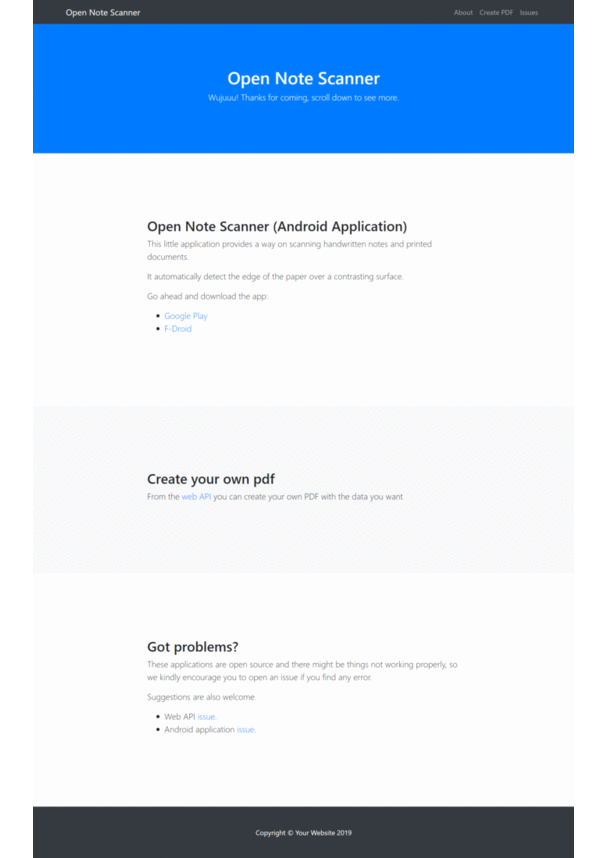 Open Note Scanner
About Create PDF Issues
Open Note Scanner
Wujuuu! Thanks for coming, scroll down to see more.
Open Note Scanner (Android Application)
This little application provides a way on scanning handwritten notes and printed
documents.
It automatically detect the edge of the paper over a contrasting surface.
Go ahead and download the app:
Google Play
F-Droid
Create your own pdf
From the web API you can create your own PDF with the data you want
Got problems?
These applications are open source and there might be things not working properly, so
we kindly encourage you to open an issue if you find any error.
Suggestions are also welcome.
Web API issue.
Android application issue.
Copyright © Your Website 2019